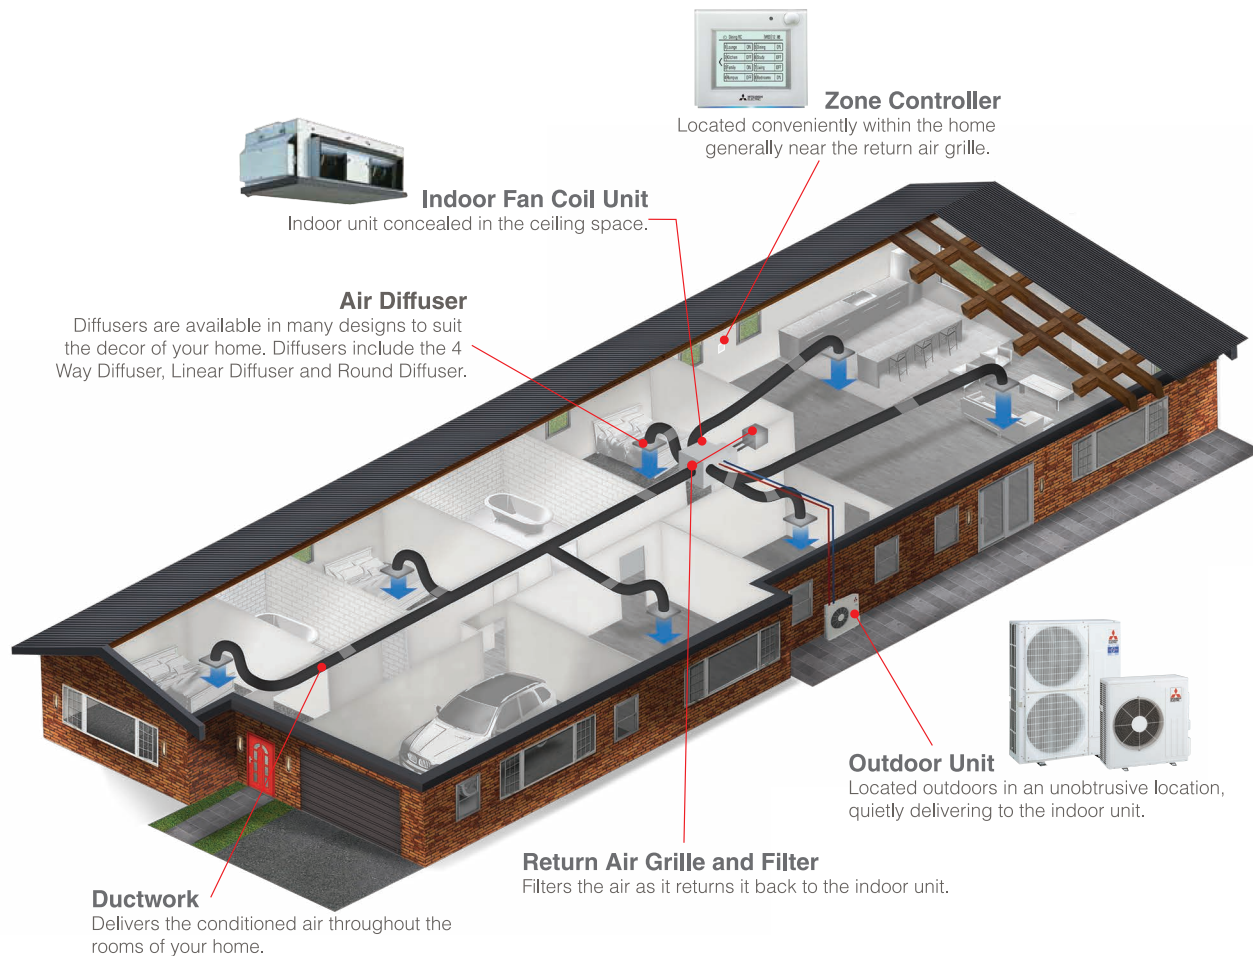 Zone Controller
Located conveniently within the home
generally near the return air grille.
Indoor Fan Coil Unit
Indoor unit concealed in the ceiling space.
Air Diffuser
Diffusers are available in many designs to suit
the decor of your home. Diffusers include the 4
Way Diffuser, Linear Diffuser and Round Diffuser.
Outdoor Unit
Located outdoors in an unobtrusive location,
quietly delivering to the indoor unit.
Return Air Grille and Filter
Filters the air as it returns it back to the indoor unit.
Ductwork
Delivers the conditioned air throughout the
rooms of your home.